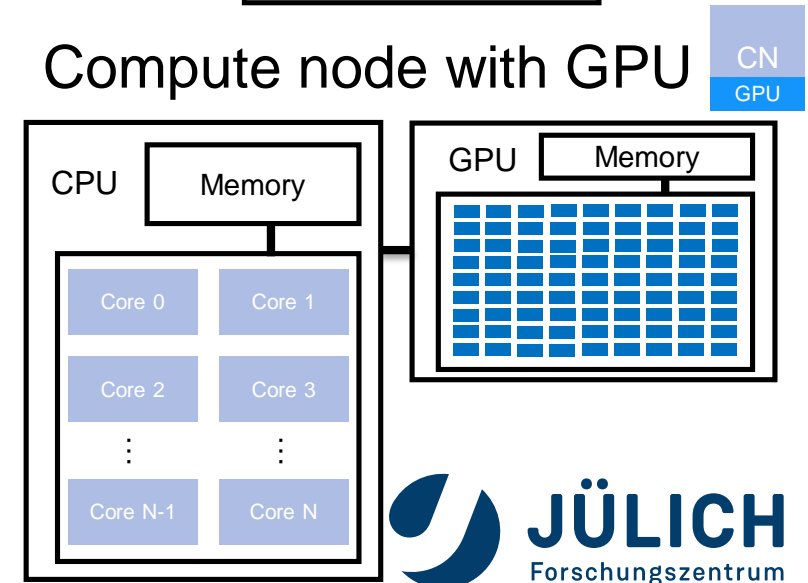 Compute node with GPU
CN
GPU
CPU
Memory
GPU
Memory
Core 0
Core 1
Core 2
Core 3
⋮
⋮
Core N-1
Core N
JÜLICH
Forschungszentrum